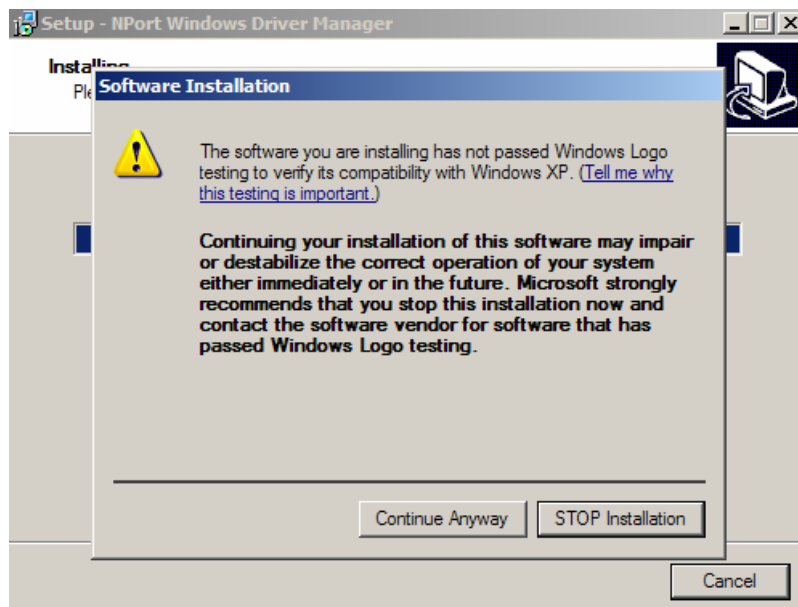 Setup - NPort Windows Driver Manager
Software Installation
The software you are installing has not passed Windows Logo
testing to verify its compatibility with Windows XP. (Tell me why
this testing is important.)
Continuing your installation of this software may impair
or destabilize the correct operation of your system
either immediately or in the future. Microsoft strongly
recommends that you stop this installation now and
contact the software vendor for software that has
passed Windows Logo testing.
Continue Anyway STOP Installation
Cancel